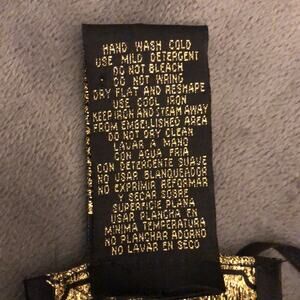 HAND WASH COLD
USE MILD DETERGENT
DO NOT BLEACH
DO NOT WRING
DRY FLAT AND RESHAPE
USE COOL IRON
KEEP IRON AND STEAM AWAY
FROM EMBELLISHED AREA
DO NOT DRY CLEAN
LAVAR A MANO
CON AGUA FRIA
CON DETERGENTE SUAVE
NO USAR BLANQUEADOR
NO EXPRIMIR REFORMAR
Y SECAR SOBRE
SUPERFICIE PLANA
USAR PLANCHA EN
MINIMA TEMPERATURA
NO PLANCHAR ADORNO
NO LAVAR EN SECO